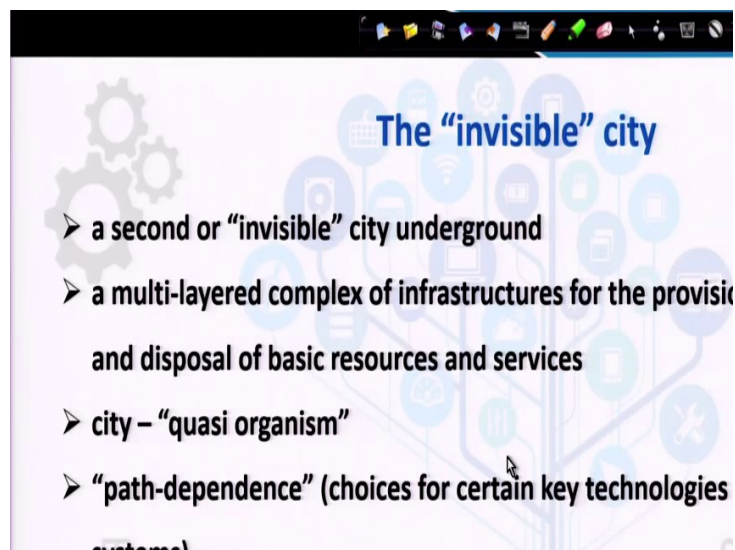 The “invisible” city
➢ a second or “invisible” city underground
➢ a multi-layered complex of infrastructures for the
and disposal of basic resources and services
➢ city – “quasi organism”
➢ “path-dependence” (choices for certain key technologies
systems)